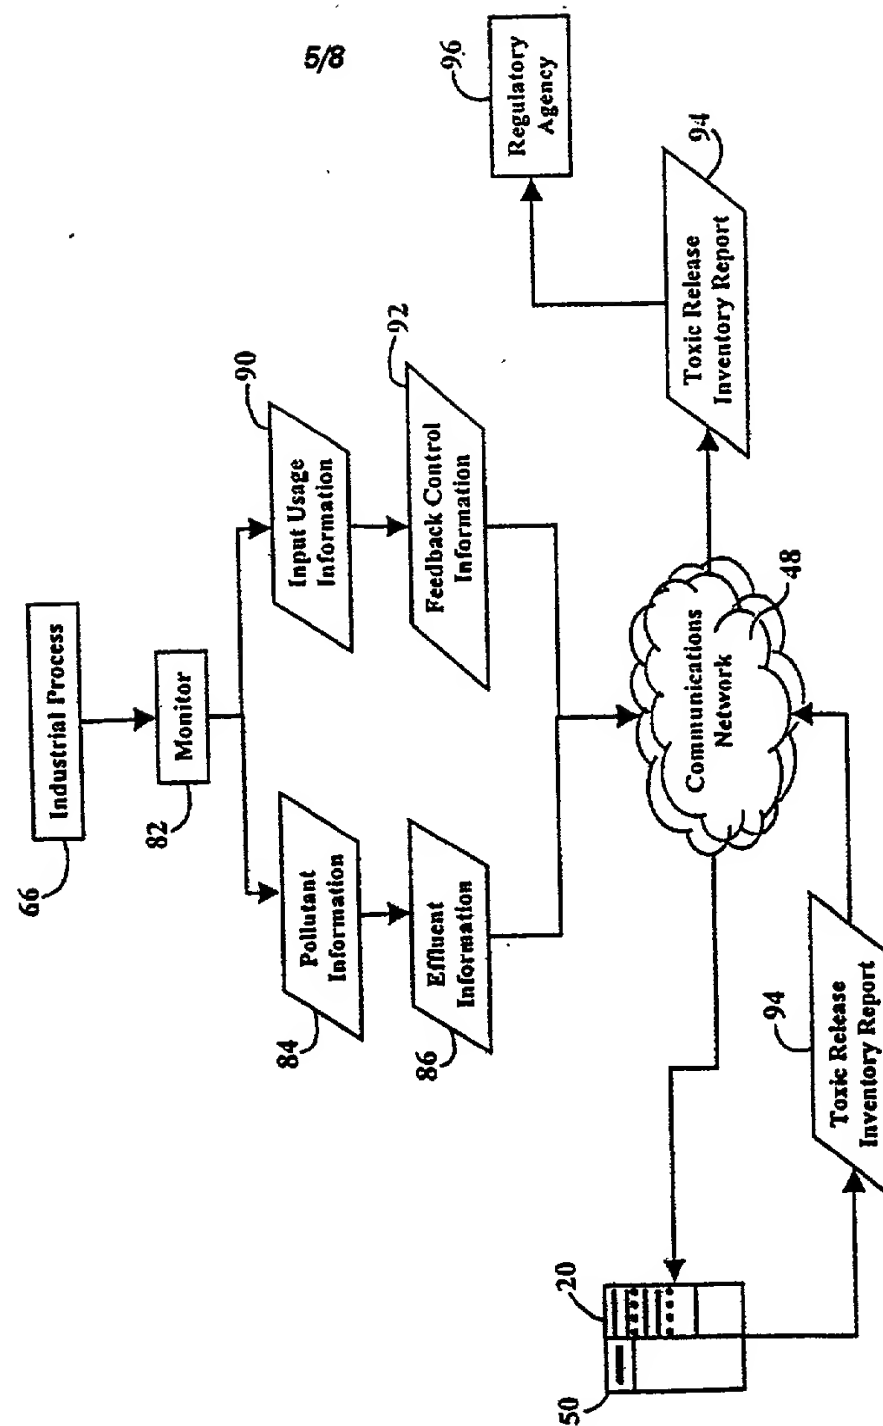 5/8
66
Industrial Process
82
Monitor
84
Pollutant
Information
90
Input Usage
Information
86
Effluent
Information
92
Feedback Control
Information
Communications
Network
48
50
20
94
Toxic Release
Inventory Report
94
Toxic Release
Inventory Report
96
Regulatory
Agency